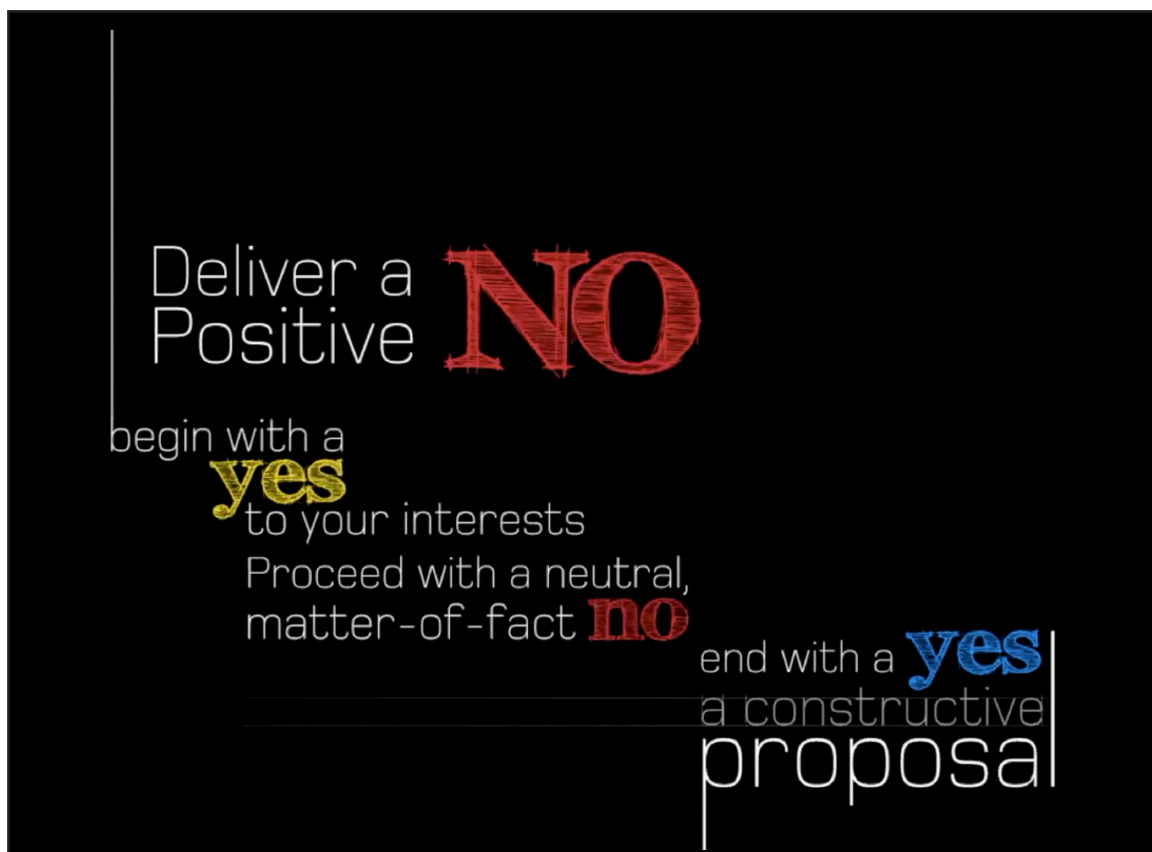 Deliver a
Positive NO
begin with a
yes
to your interests
Proceed with a neutral,
matter-of-fact no
end with a yes
a constructive
proposal